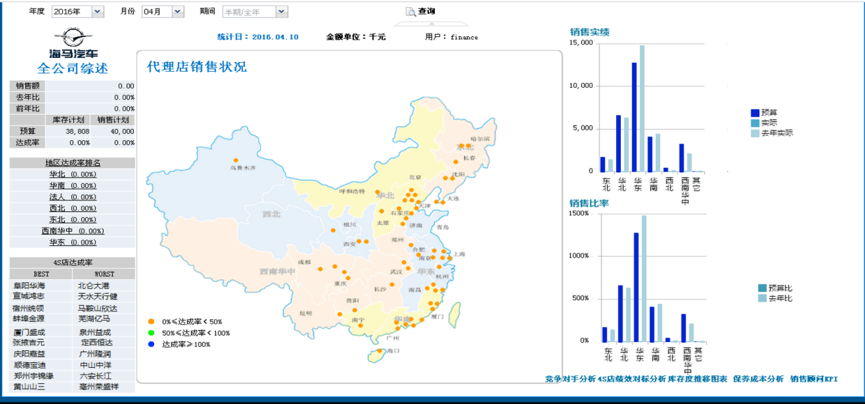 年度 2016年 月份 04月 期间 半期/全年 查询
统计日：2016.04.10 金额单位：千元 用户：finance
海马汽车
全公司综述
销售额 0.00
去年比 0.00%
前年比 0.00%
库存计划 销售计划
预算 38,808 40,000
达成率 0.00% 0.00%
地区达成率排名
华北 (0.00%)
华南 (0.00%)
法人 (0.00%)
西北 (0.00%)
东北 (0.00%)
西南华中 (0.00%)
华东 (0.00%)
4S店达成率
BEST WORST
阜阳华海 北仑大港
宣城鸿志 天水天行健
宿州统领 马鞍山欣达
蚌埠金源 芜湖亿马
厦门盛成 泉州益成
张掖吉元 定西佰达
庆阳嘉益 广州隆润
顺德宝迪 中山中洋
郑州宇锦缘 六安长江
黄山山三 亳州荣盛祥
代理店销售状况
哈尔滨
东北
长春
乌鲁木齐
沈阳
北京
呼和浩特
华北
大连
天津
石家庄
西北
太原
济南
青岛
银川
西安
郑州
合肥
上海
成都
南京
西南华中
武汉
华东
杭州
重庆
长沙
南昌
贵阳
昆明
厦门
南宁
华南
广州
海口
0%≤达成率<50%
50%≤达成率<100%
达成率≥100%
销售实绩
15,000
10,000
5,000
0
东北 华北 华东 华南 西北 西南华中 其它
预算
实际
去年实际
销售比率
1500%
1000%
500%
0%
东北 华北 华东 华南 西北 西南华中 其它
预算比
去年比
竞争对手分析 4S店绩效对标分析 库存度推移图表 保养成本分析 销售顾问KPI